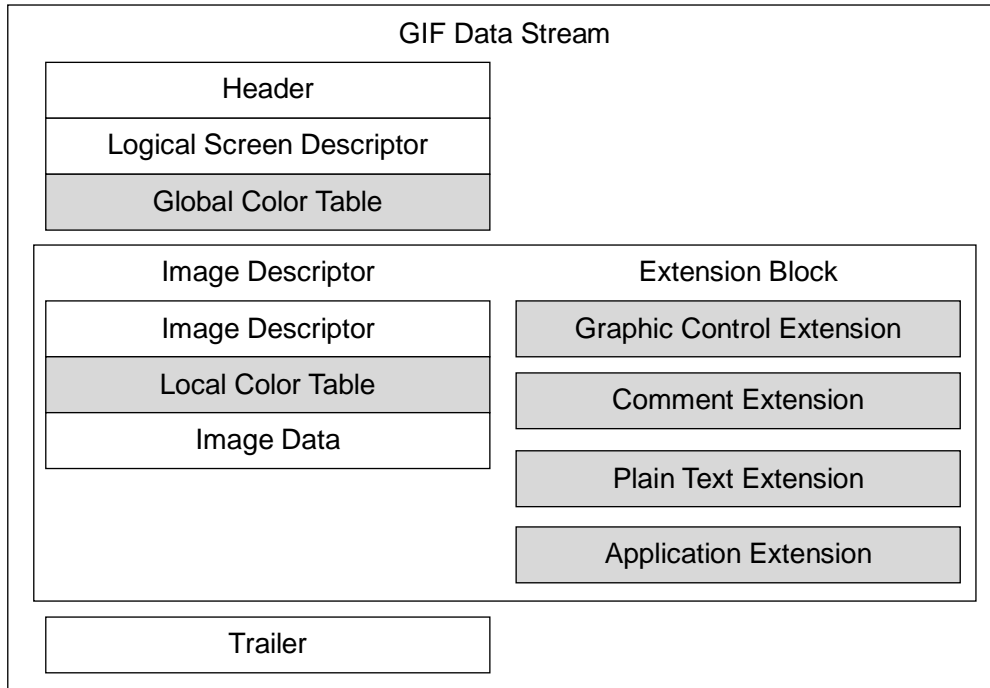 GIF Data Stream
Header
Logical Screen Descriptor
Global Color Table
Image Descriptor
Image Descriptor
Local Color Table
Image Data
Extension Block
Graphic Control Extension
Comment Extension
Plain Text Extension
Application Extension
Trailer